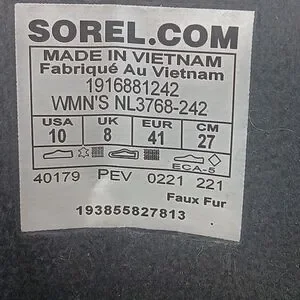 SOREL.COM
MADE IN VIETNAM
Fabriqué Au Vietnam
1916881242
WMN'S NL3768-242
USA UK EUR CM
10 8 41 27
ECA-5
40179 PEV 0221 221
Faux Fur
193855827813